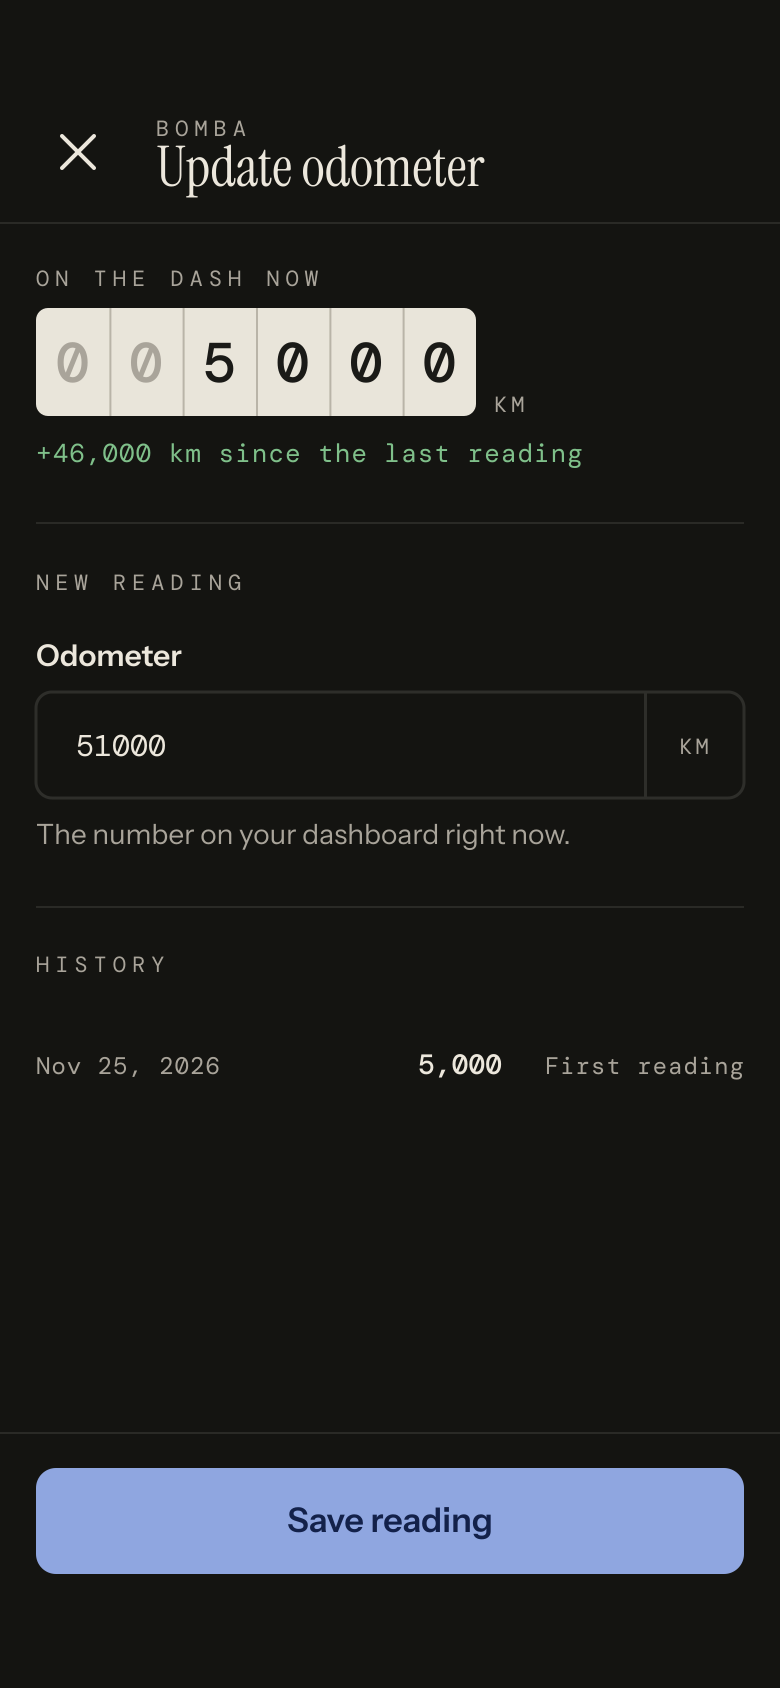 BOMBA
Update odometer
ON THE DASH NOW
005000 KM
+46,000 km since the last reading
NEW READING
Odometer
51000 KM
The number on your dashboard right now.
HISTORY
Nov 25, 2026 5,000 First reading
Save reading